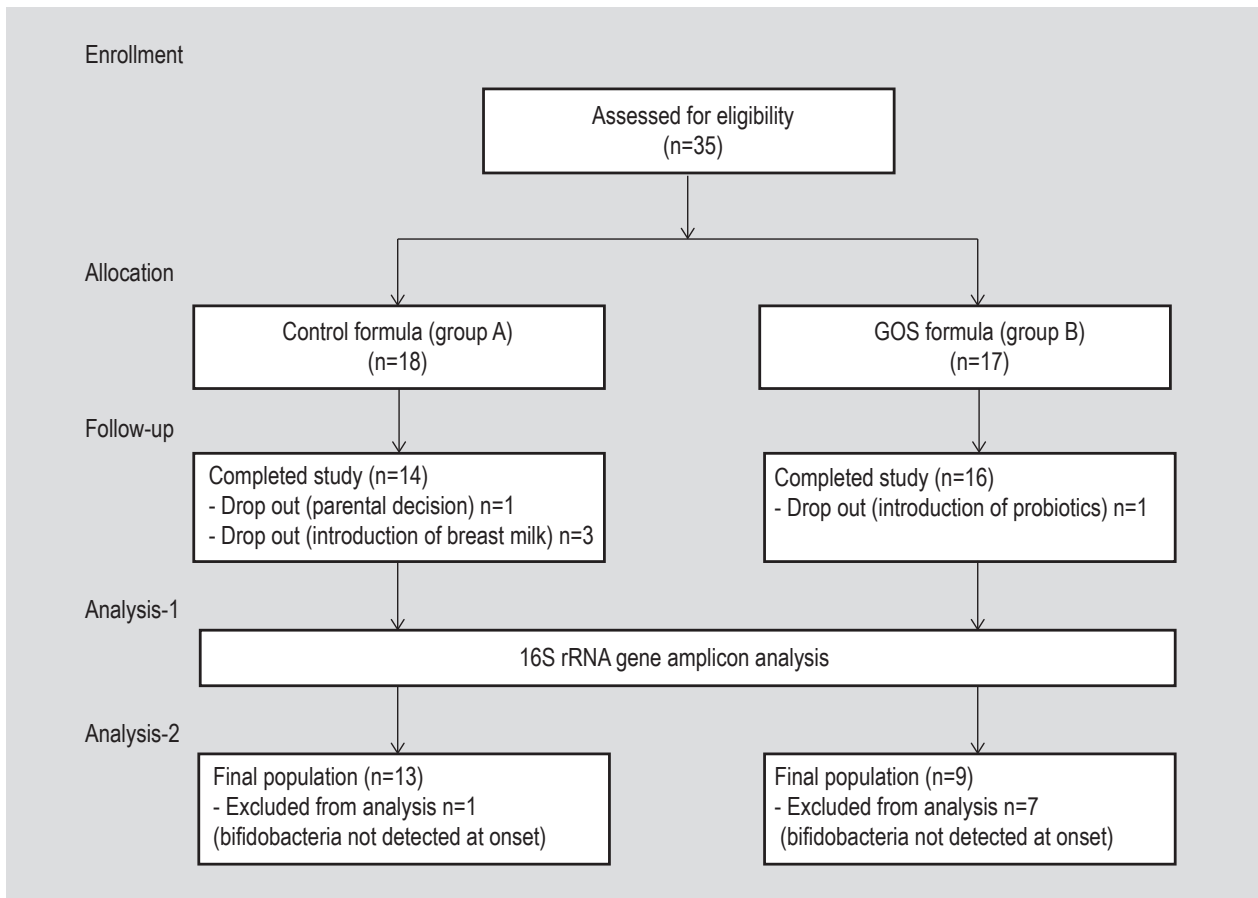 Enrollment
Assessed for eligibility
(n=35)
Allocation
Control formula (group A)
(n=18)
GOS formula (group B)
(n=17)
Follow-up
Completed study (n=14)
- Drop out (parental decision) n=1
- Drop out (introduction of breast milk) n=3
Completed study (n=16)
- Drop out (introduction of probiotics) n=1
Analysis-1
16S rRNA gene amplicon analysis
Analysis-2
Final population (n=13)
- Excluded from analysis n=1
(bifidobacteria not detected at onset)
Final population (n=9)
- Excluded from analysis n=7
(bifidobacteria not detected at onset)